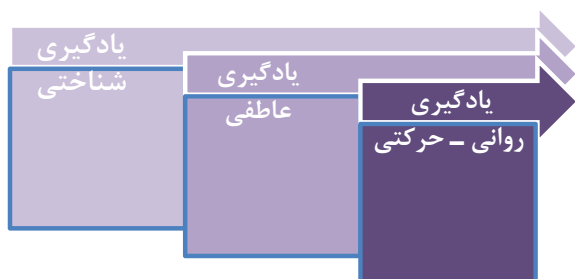 یادگیری
شناختی
یادگیری
عاطفی
یادگیری
روانی ـ حرکتی